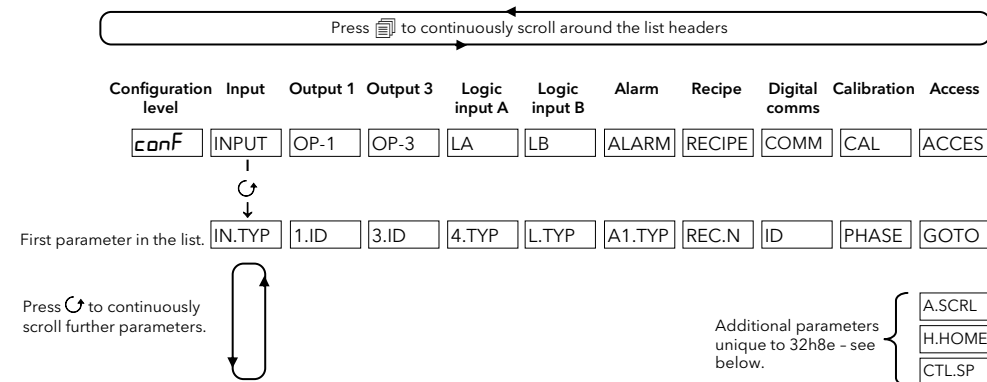 Press to continuously scroll around the list headers
Configuration level
Input
Output 1
Output 3
Logic input A
Logic input B
Alarm
Recipe
Digital comms
Calibration
Access
conF
INPUT
OP-1
OP-3
LA
LB
ALARM
RECIPE
COMM
CAL
ACCES
First parameter in the list.
IN.TYP
1.ID
3.ID
4.TYP
L.TYP
A1.TYP
REC.N
ID
PHASE
GOTO
Press to continuously
scroll further parameters.
Additional parameters
unique to 32h8e – see
below.
A.SCRL
H.HOME
CTL.SP